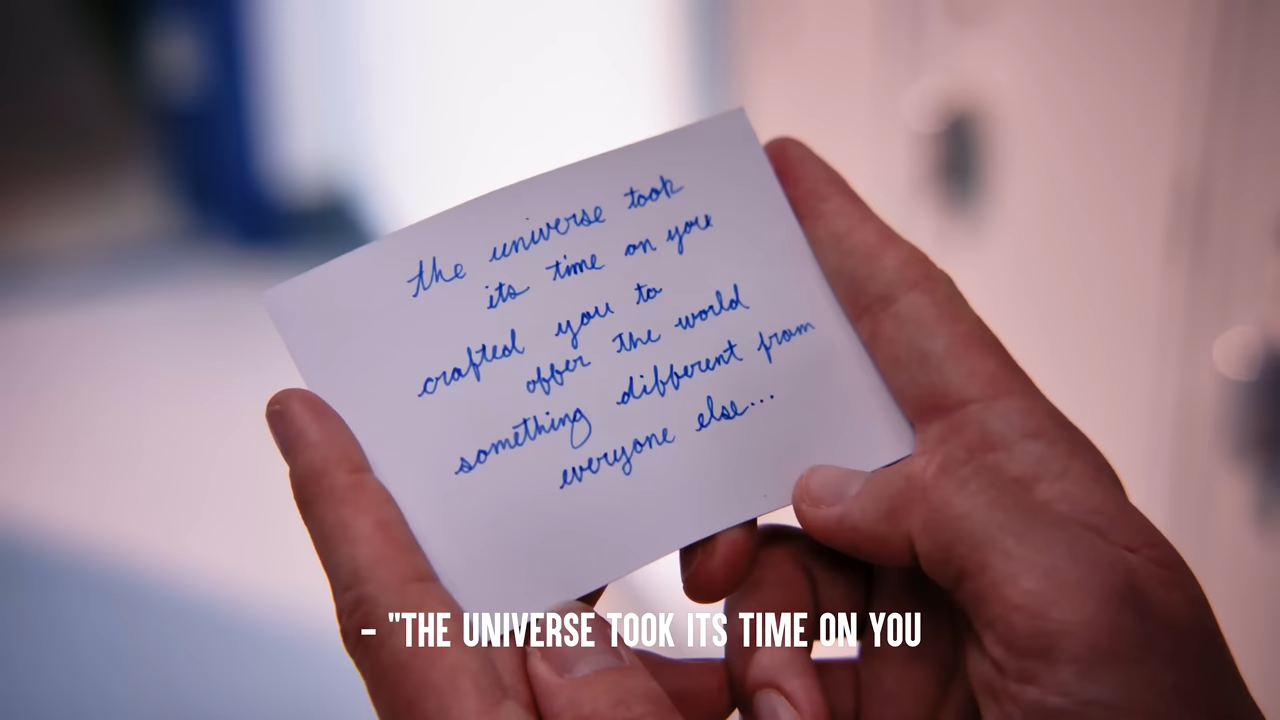 the universe took
its time on you
crafted you to
offer the world
something different from
everyone else...
- "THE UNIVERSE TOOK ITS TIME ON YOU